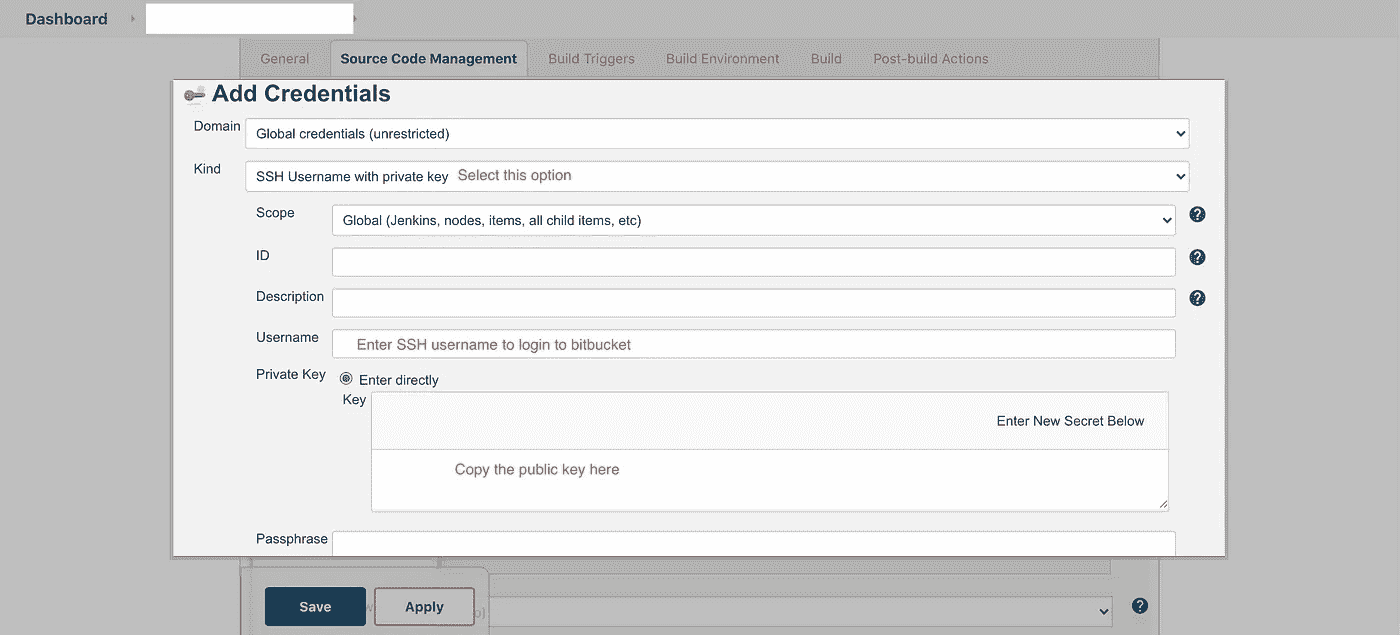 Dashboard
General Source Code Management Build Triggers Build Environment Build Post-build Actions
Add Credentials
Domain Global credentials (unrestricted)
Kind SSH Username with private key Select this option
Scope Global (Jenkins, nodes, items, all child items, etc)
ID
Description
Username Enter SSH username to login to bitbucket
Private Key Enter directly
Key
Enter New Secret Below
Copy the public key here
Passphrase
Save Apply